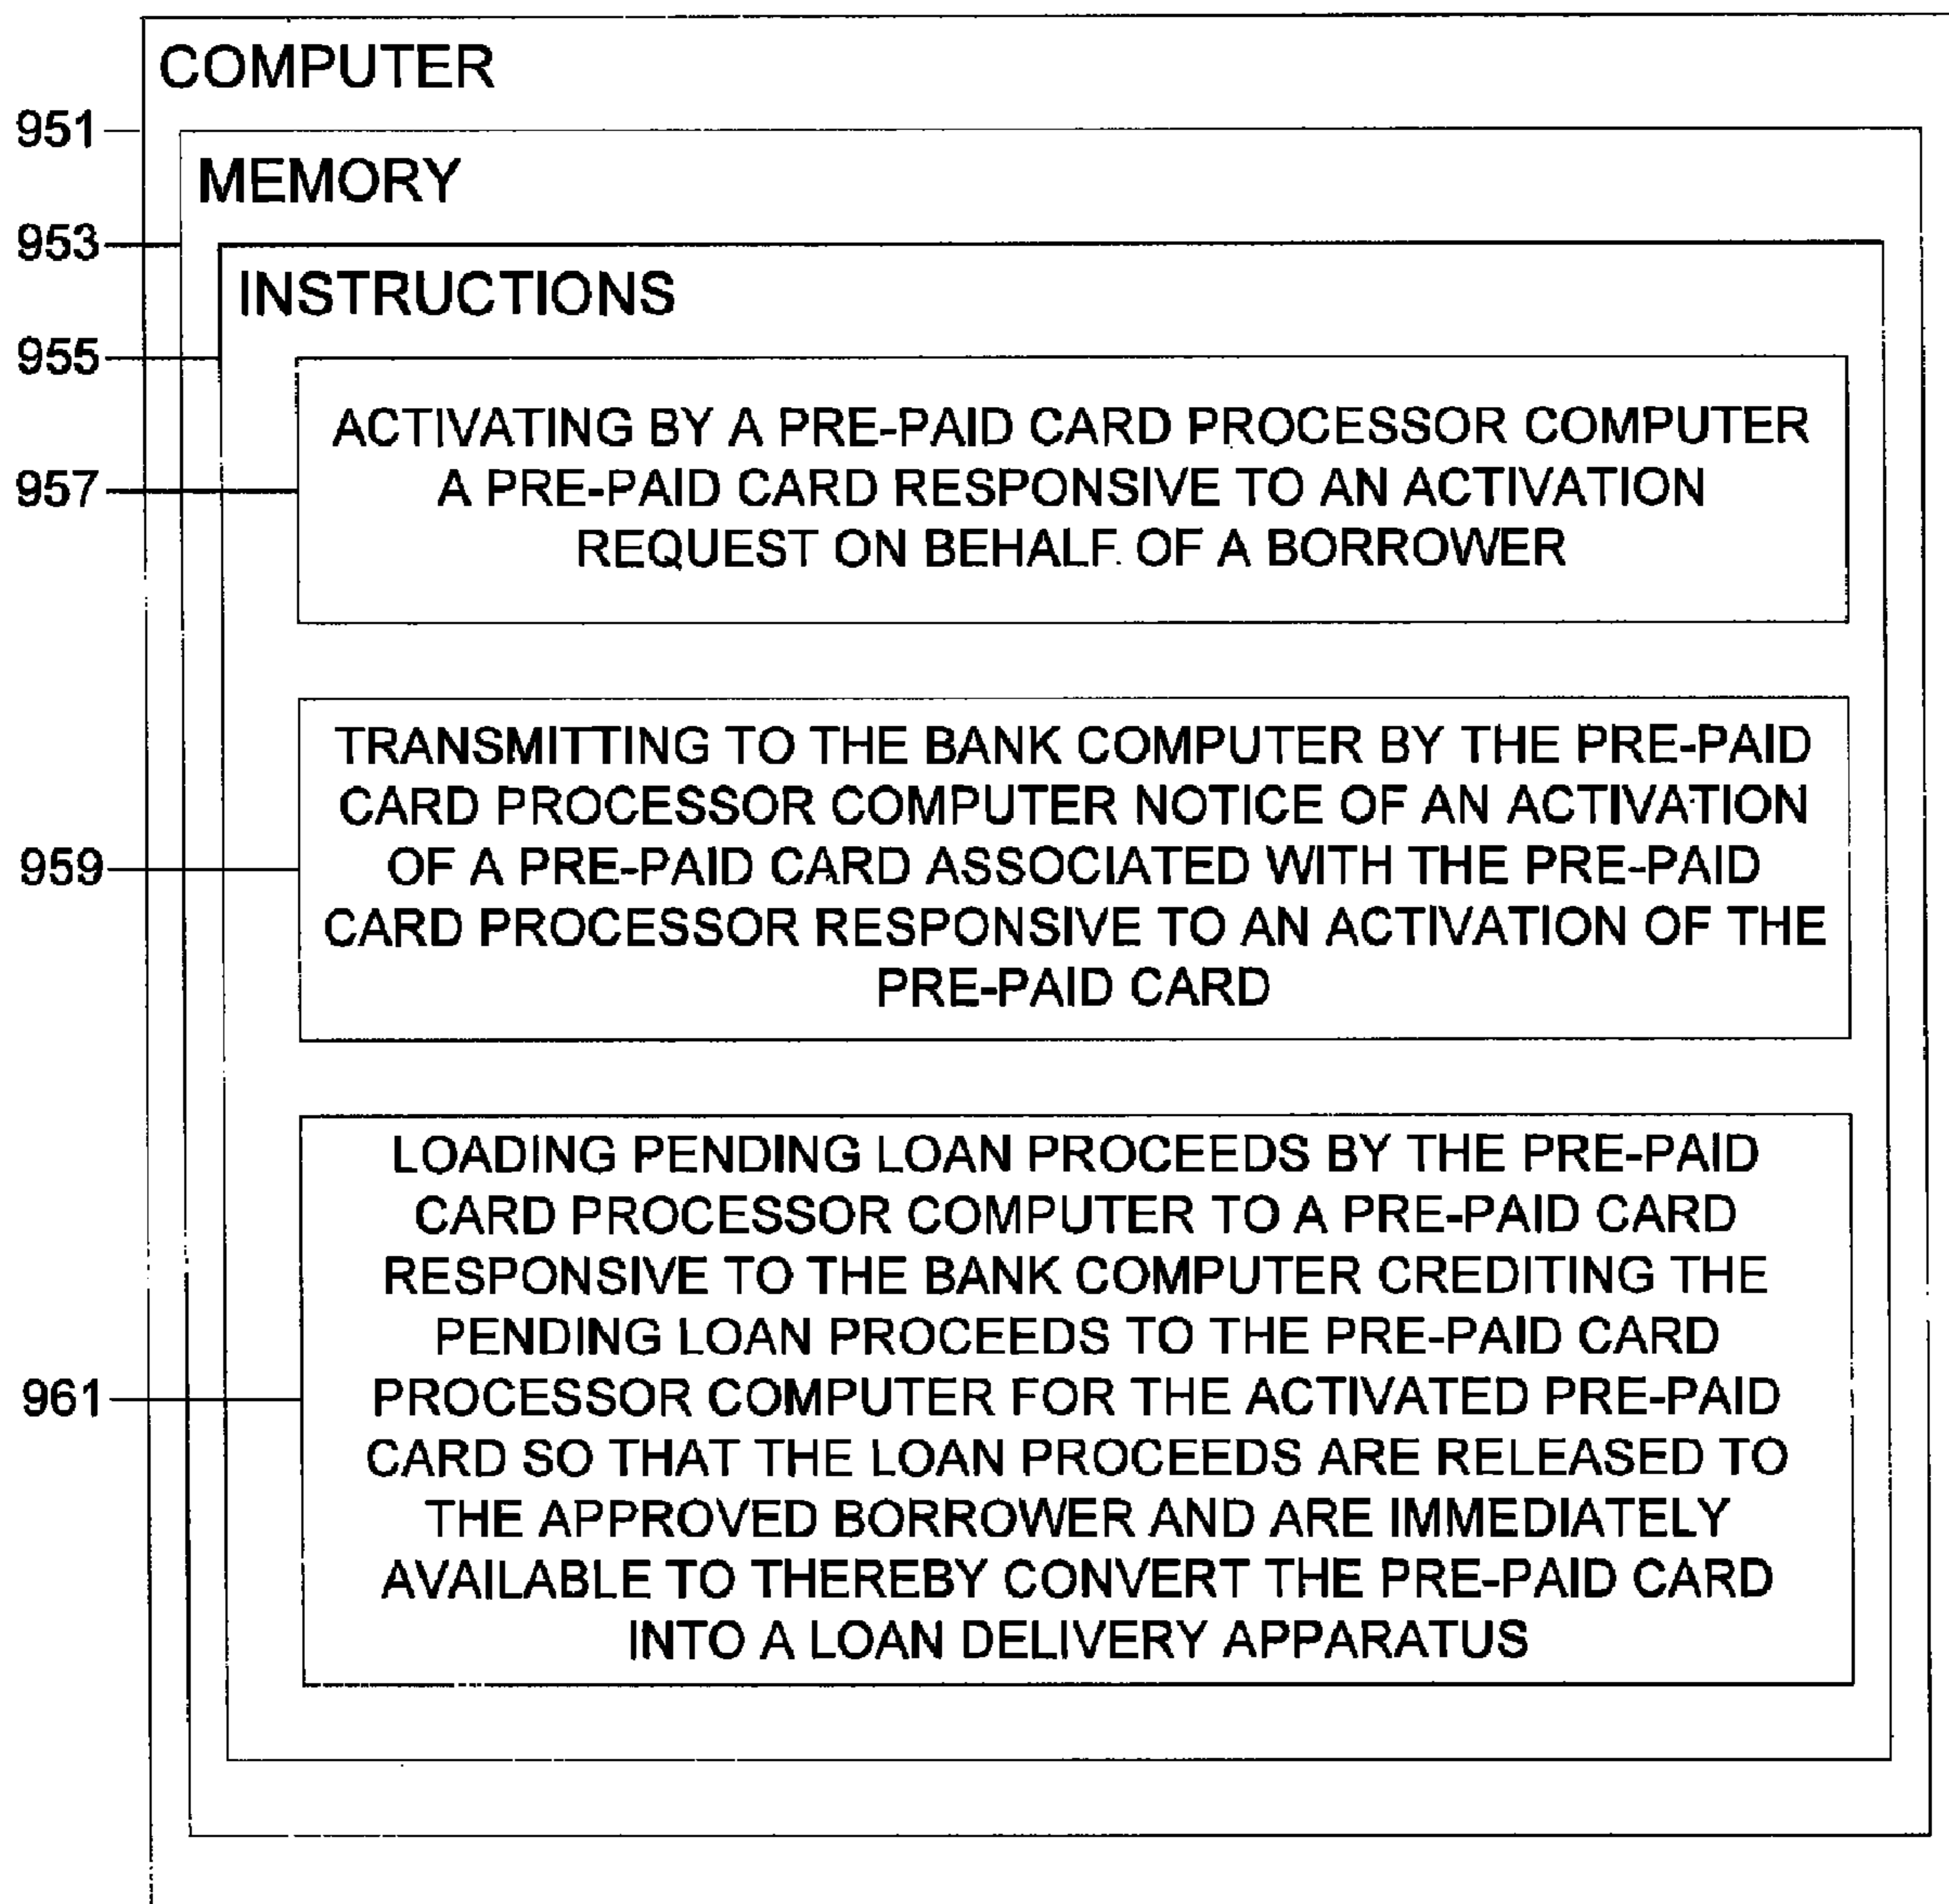 COMPUTER
951
MEMORY
953
INSTRUCTIONS
955
ACTIVATING BY A PRE-PAID CARD PROCESSOR COMPUTER
957
A PRE-PAID CARD RESPONSIVE TO AN ACTIVATION
REQUEST ON BEHALF OF A BORROWER
TRANSMITTING TO THE BANK COMPUTER BY THE PRE-PAID
CARD PROCESSOR COMPUTER NOTICE OF AN ACTIVATION
959
OF A PRE-PAID CARD ASSOCIATED WITH THE PRE-PAID
CARD PROCESSOR RESPONSIVE TO AN ACTIVATION OF THE
PRE-PAID CARD
LOADING PENDING LOAN PROCEEDS BY THE PRE-PAID
CARD PROCESSOR COMPUTER TO A PRE-PAID CARD
RESPONSIVE TO THE BANK COMPUTER CREDITING THE
PENDING LOAN PROCEEDS TO THE PRE-PAID CARD
961
PROCESSOR COMPUTER FOR THE ACTIVATED PRE-PAID
CARD SO THAT THE LOAN PROCEEDS ARE RELEASED TO
THE APPROVED BORROWER AND ARE IMMEDIATELY
AVAILABLE TO THEREBY CONVERT THE PRE-PAID CARD
INTO A LOAN DELIVERY APPARATUS